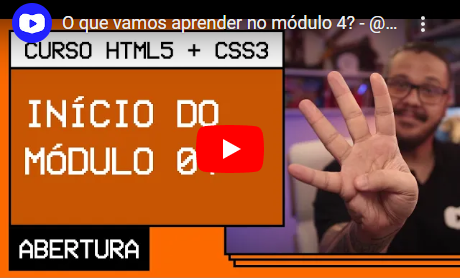 O que vamos aprender no módulo 4? - @...
CURSO HTML5 + CSS3
INÍCIO DO
MÓDULO 0
ABERTURA